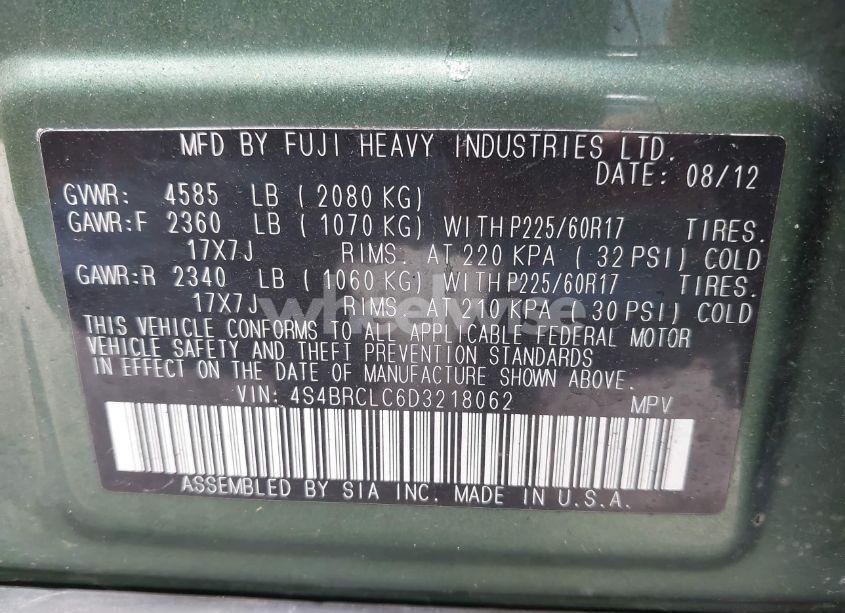 MFD BY FUJI HEAVY INDUSTRIES LTD.
DATE: 08/12
GVWR: 4585 LB ( 2080 KG)
GAWR:F 2360 LB ( 1070 KG) WITH P225/60R17 TIRES.
17X7J RIMS. AT 220 KPA ( 32 PSI) COLD
GAWR:R 2340 LB ( 1060 KG) WITH P225/60R17 TIRES.
17X7J RIMS. AT 210 KPA ( 30 PSI) COLD
wheelwise
THIS VEHICLE CONFORMS TO ALL APPLICABLE FEDERAL MOTOR
VEHICLE SAFETY AND THEFT PREVENTION STANDARDS
IN EFFECT ON THE DATE OF MANUFACTURE SHOWN ABOVE.
VIN: 4S4BRCLC6D3218062 MPV
ASSEMBLED BY SIA INC. MADE IN U.S.A.